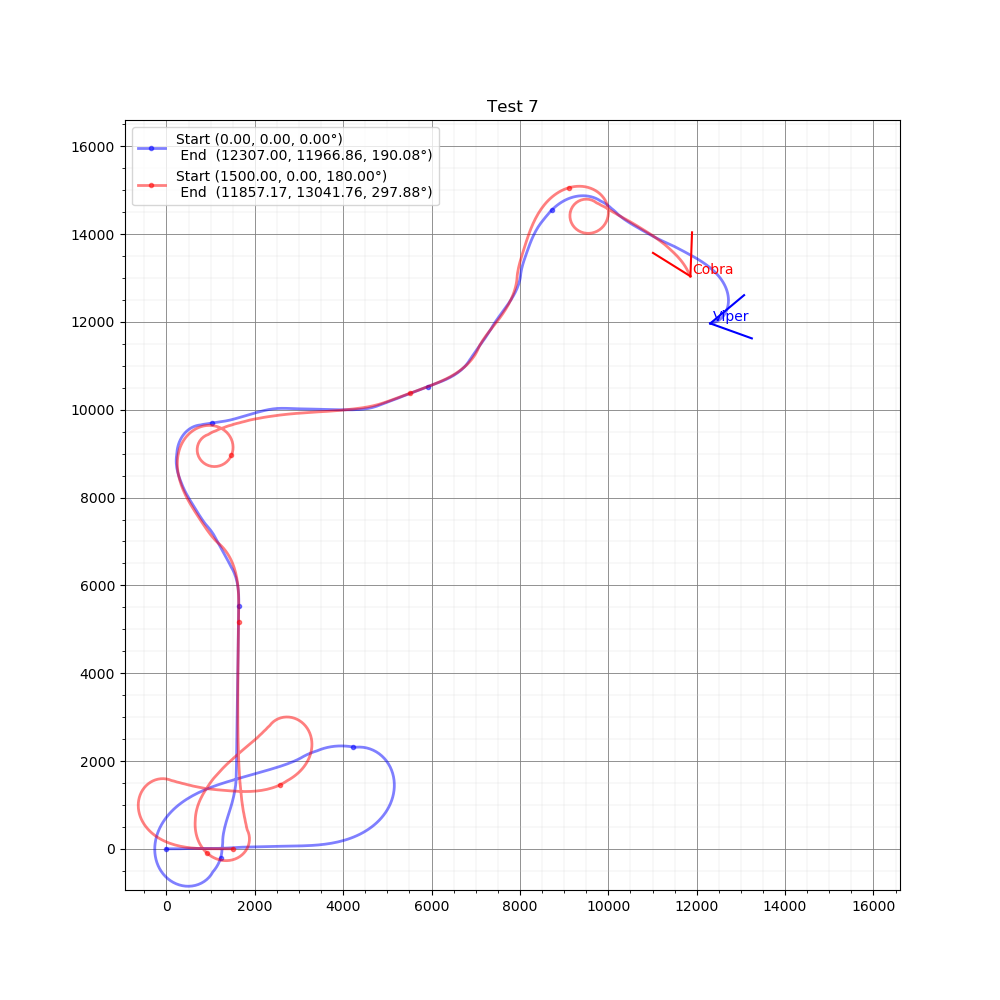 Test 7
Start (0.00, 0.00, 0.00°)
End (12307.00, 11966.86, 190.08°)
Start (1500.00, 0.00, 180.00°)
End (11857.17, 13041.76, 297.88°)
16000
14000
12000
10000
8000
6000
4000
2000
0
Cobra
Viper
0 2000 4000 6000 8000 10000 12000 14000 16000